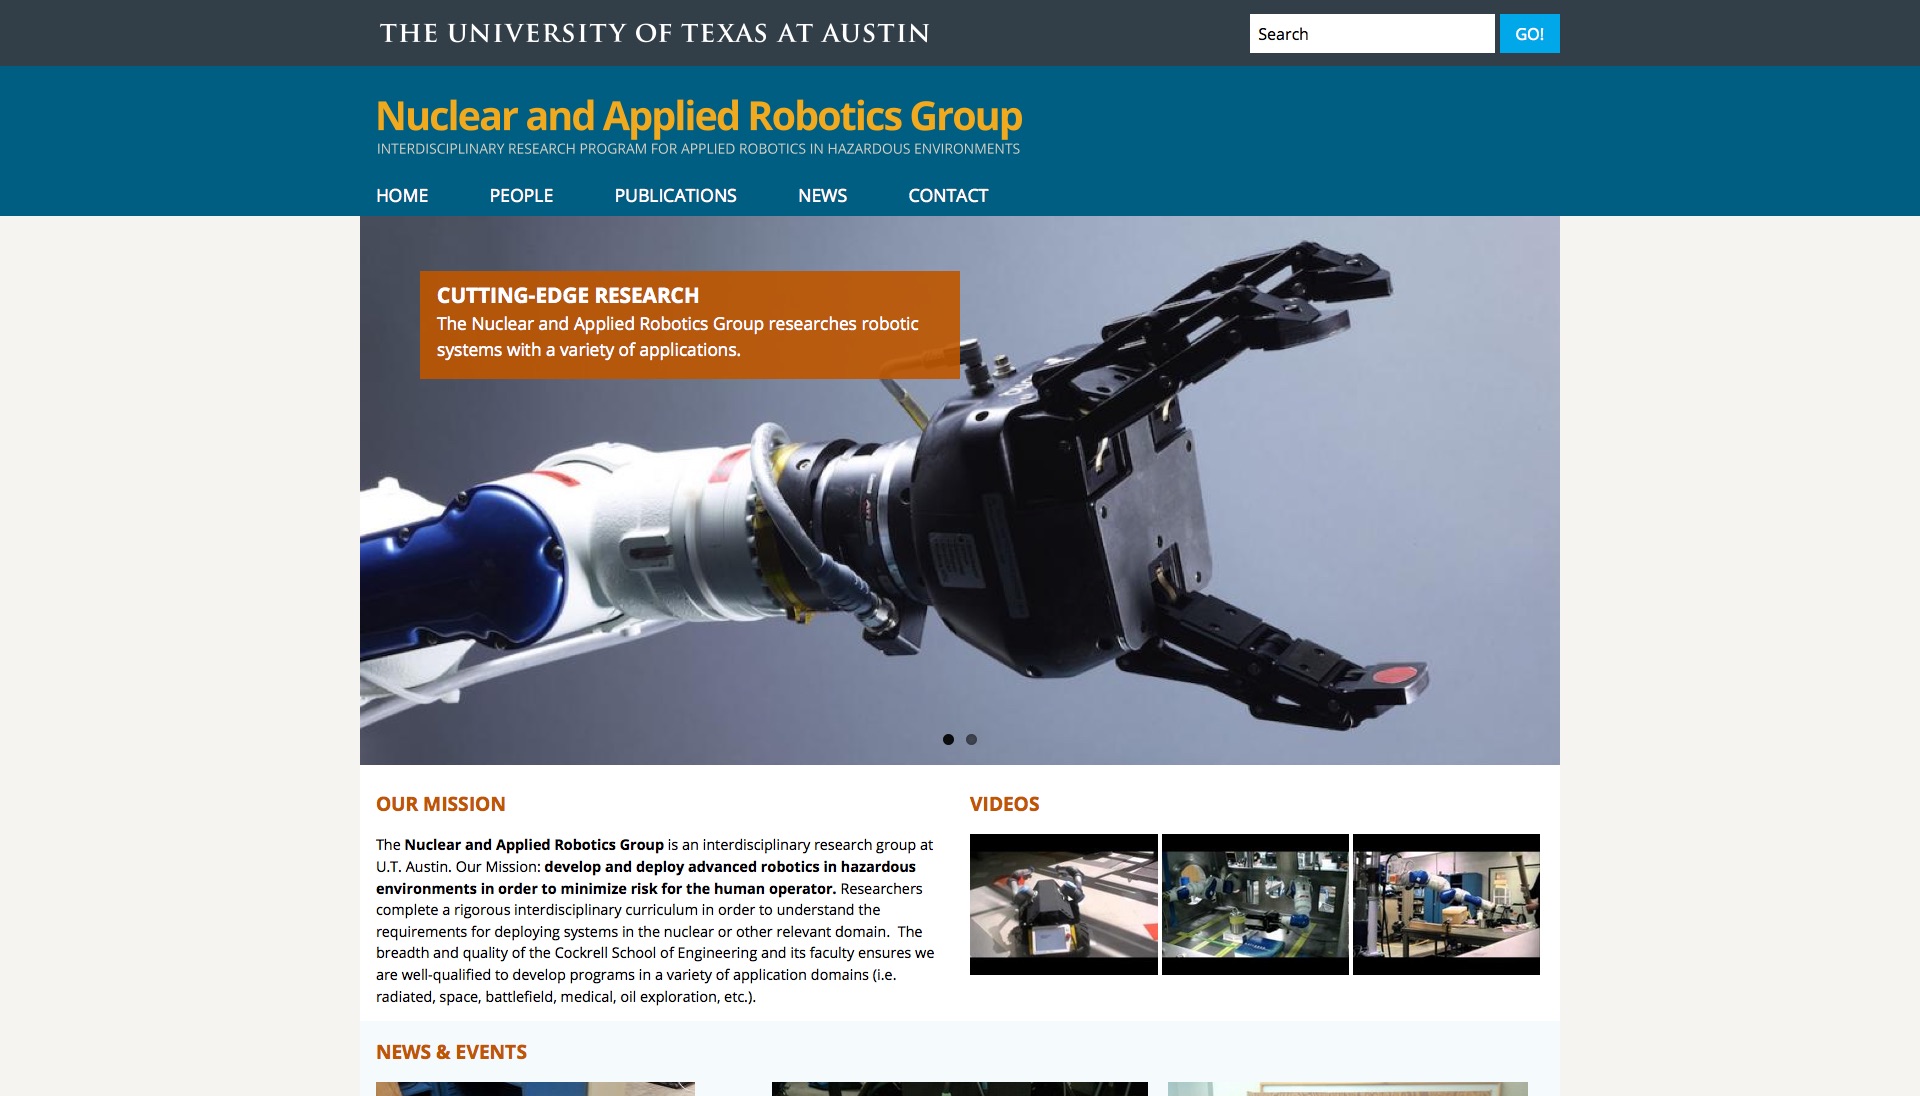 THE UNIVERSITY OF TEXAS AT AUSTIN
Search
GO!
Nuclear and Applied Robotics Group
INTERDISCIPLINARY RESEARCH PROGRAM FOR APPLIED ROBOTICS IN HAZARDOUS ENVIRONMENTS
HOME
PEOPLE
PUBLICATIONS
NEWS
CONTACT
CUTTING-EDGE RESEARCH
The Nuclear and Applied Robotics Group researches robotic
systems with a variety of applications.
OUR MISSION
The Nuclear and Applied Robotics Group is an interdisciplinary research group at
U.T. Austin. Our Mission: develop and deploy advanced robotics in hazardous
environments in order to minimize risk for the human operator. Researchers
complete a rigorous interdisciplinary curriculum in order to understand the
requirements for deploying systems in the nuclear or other relevant domain.  The
breadth and quality of the Cockrell School of Engineering and its faculty ensures we
are well-qualified to develop programs in a variety of application domains (i.e.
radiated, space, battlefield, medical, oil exploration, etc.).
VIDEOS
NEWS & EVENTS